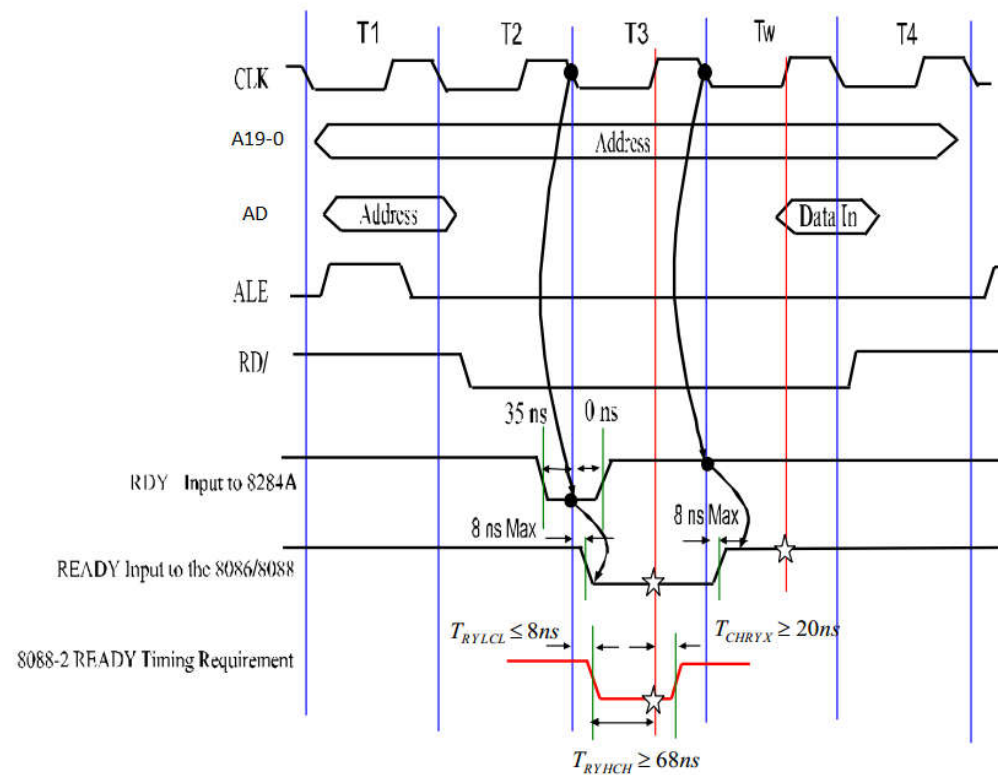 T1 T2 T3 Tw T4
CLK
A19-0 Address
AD Address Data In
ALE
RD/
35 ns 0 ns
RDY Input to 8284A
8 ns Max 8 ns Max
READY Input to the 8086/8088
T_RYLCL ≤ 8ns T_CHRYX ≥ 20ns
8088-2 READY Timing Requirement
T_RYHCH ≥ 68ns